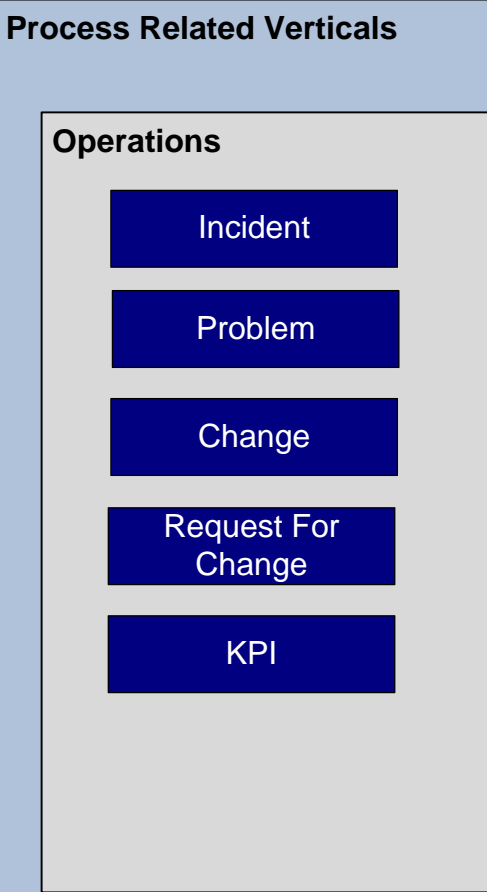 Process Related Verticals
Operations
Incident
Problem
Change
Request For
Change
KPI